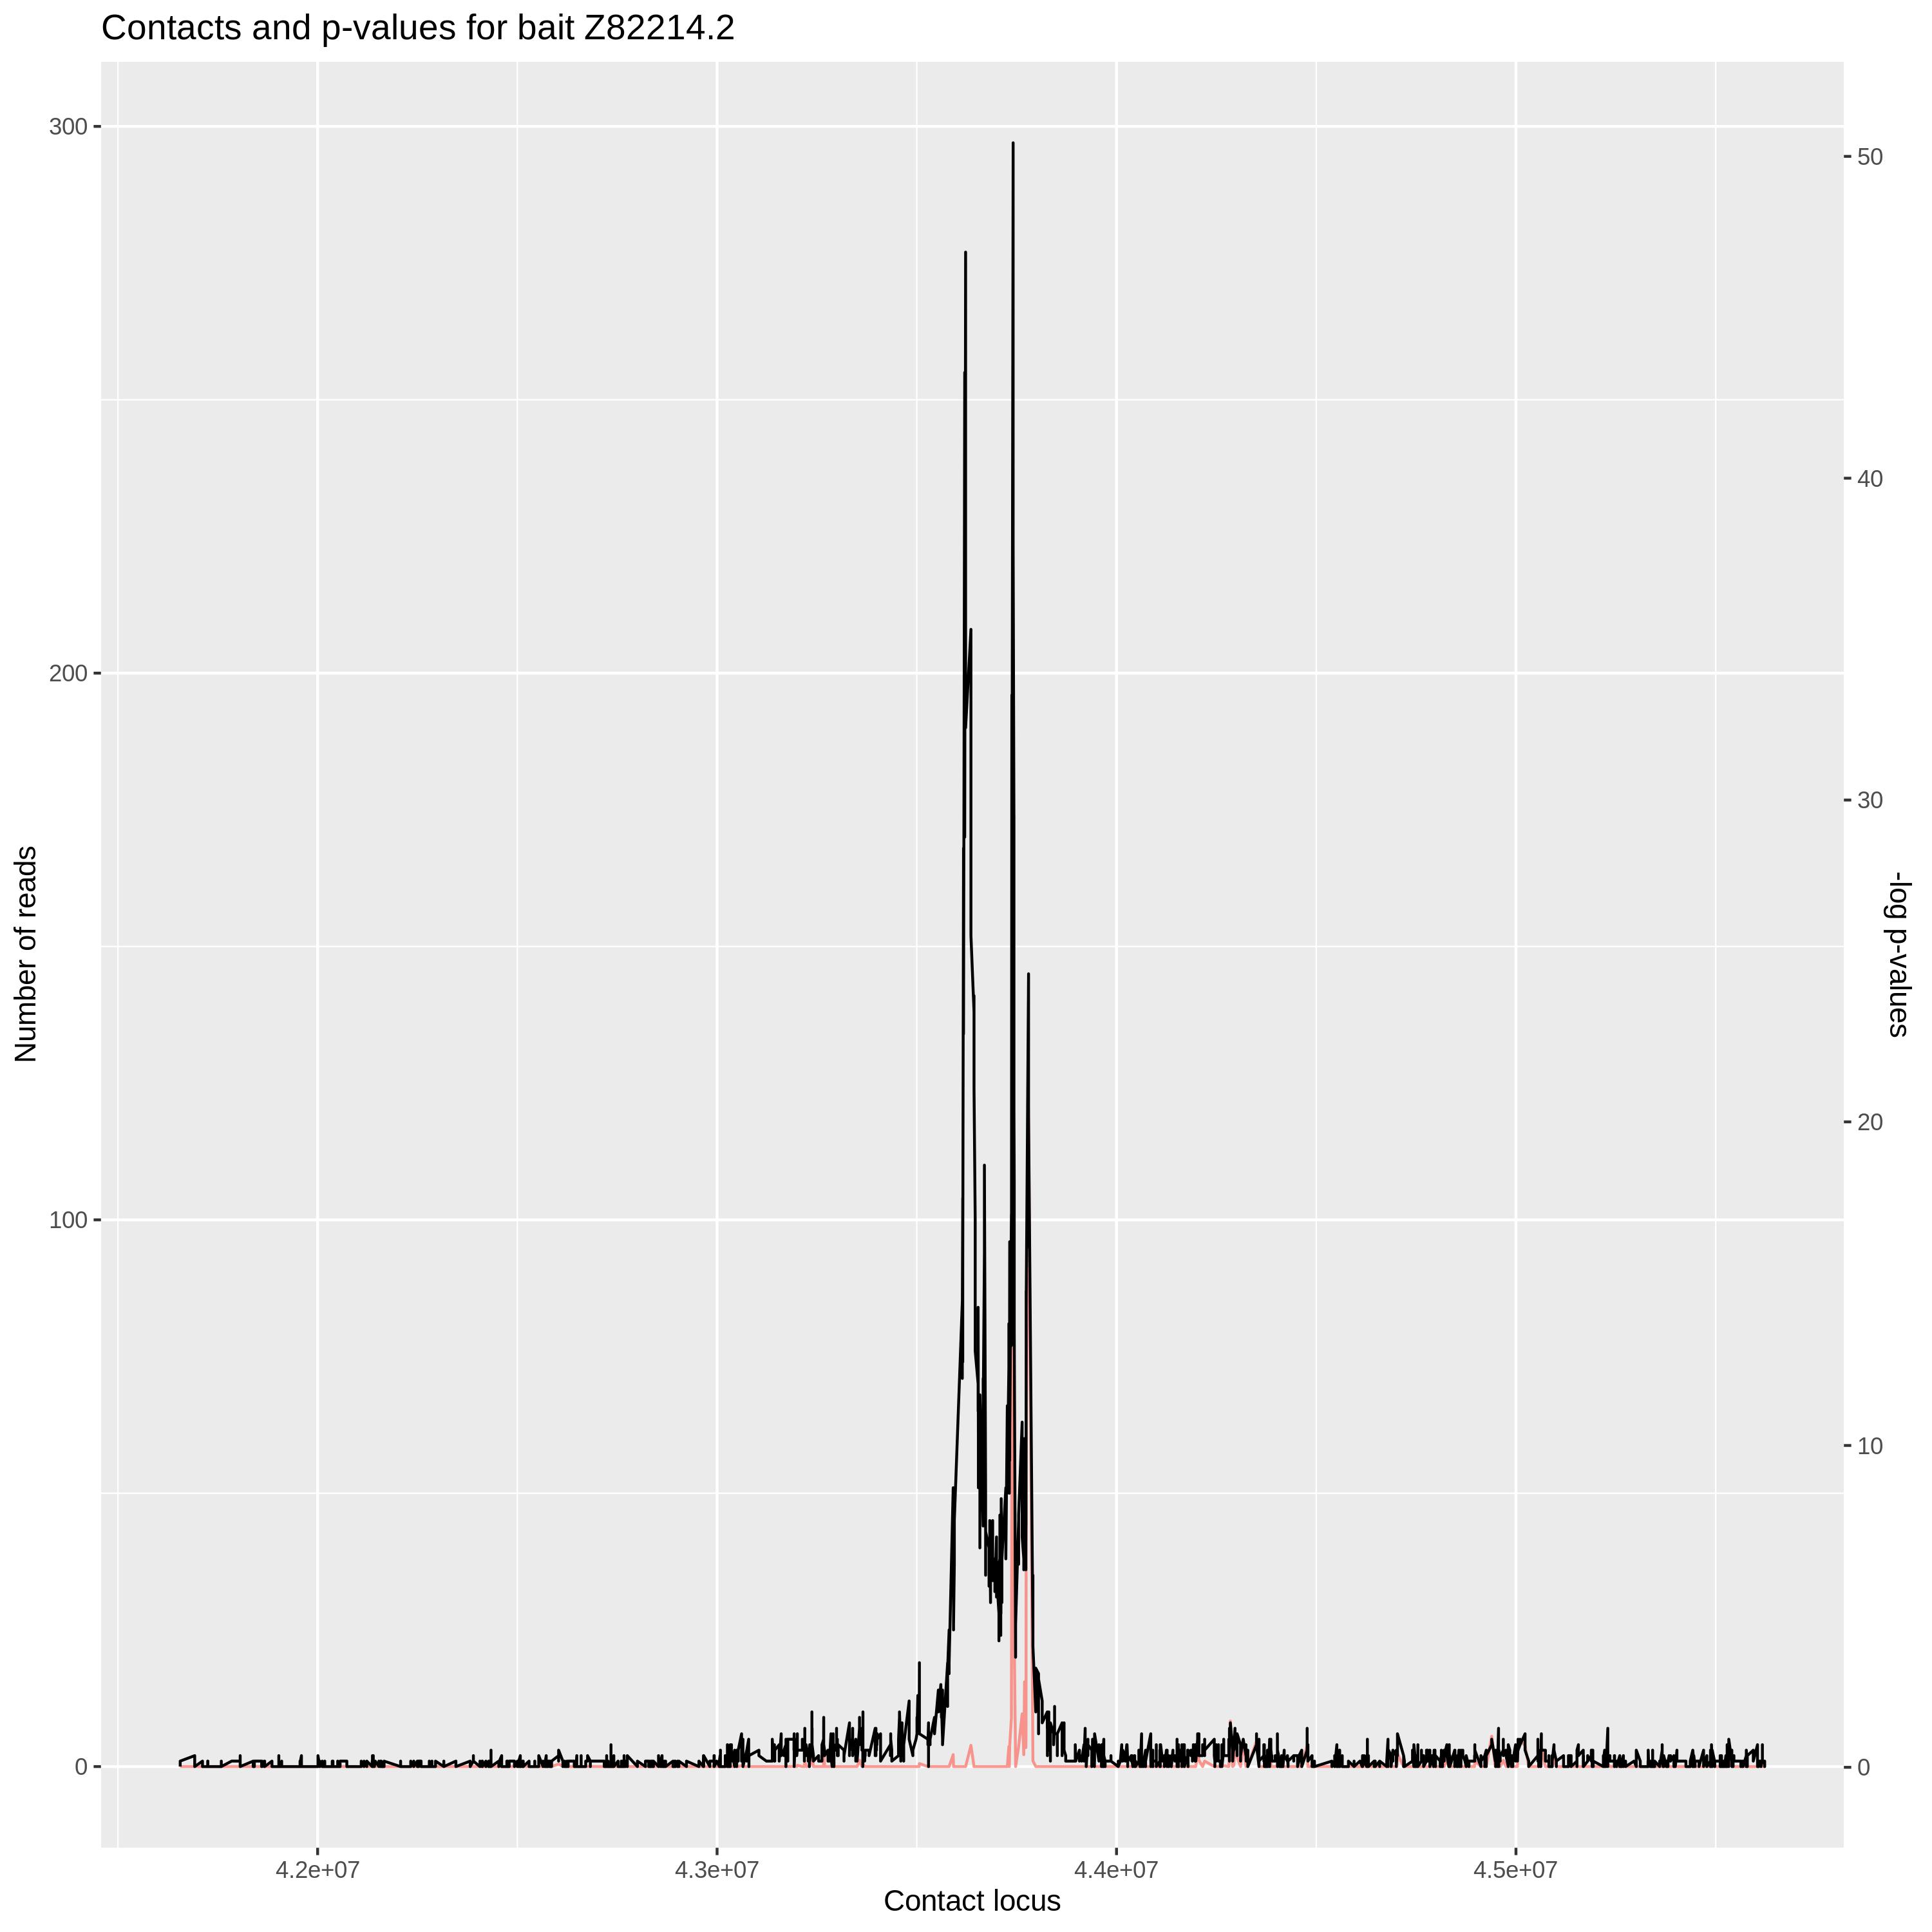 Contacts and p-values for bait Z82214.2
300
200
100
0
Number of reads
50
40
30
20
10
0
-log p-values
4.2e+07
4.3e+07
4.4e+07
4.5e+07
Contact locus